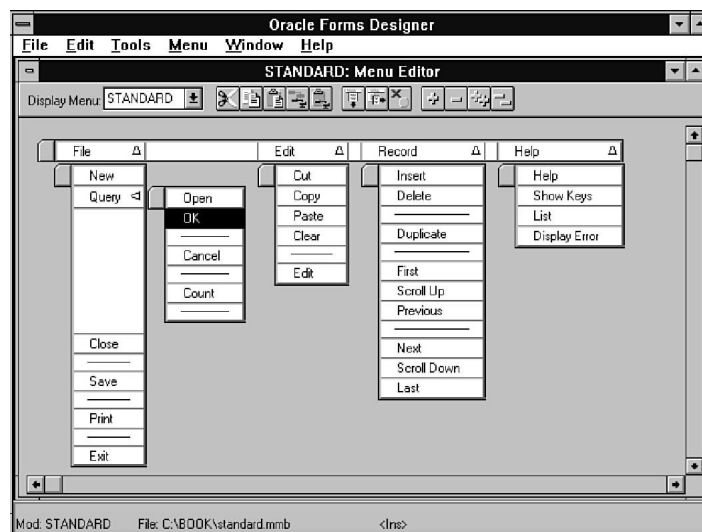 Oracle Forms Designer
File Edit Tools Menu Window Help
STANDARD: Menu Editor
Display Menu: STANDARD
File Edit Record Help
New
Query
Close
Save
Print
Exit
Open
OK
Cancel
Count
Cut
Copy
Paste
Clear
Edit
Insert
Delete
Duplicate
First
Scroll Up
Previous
Next
Scroll Down
Last
Help
Show Keys
List
Display Error
Mod: STANDARD File: C:\BOOK\standard.mmb <Ins>